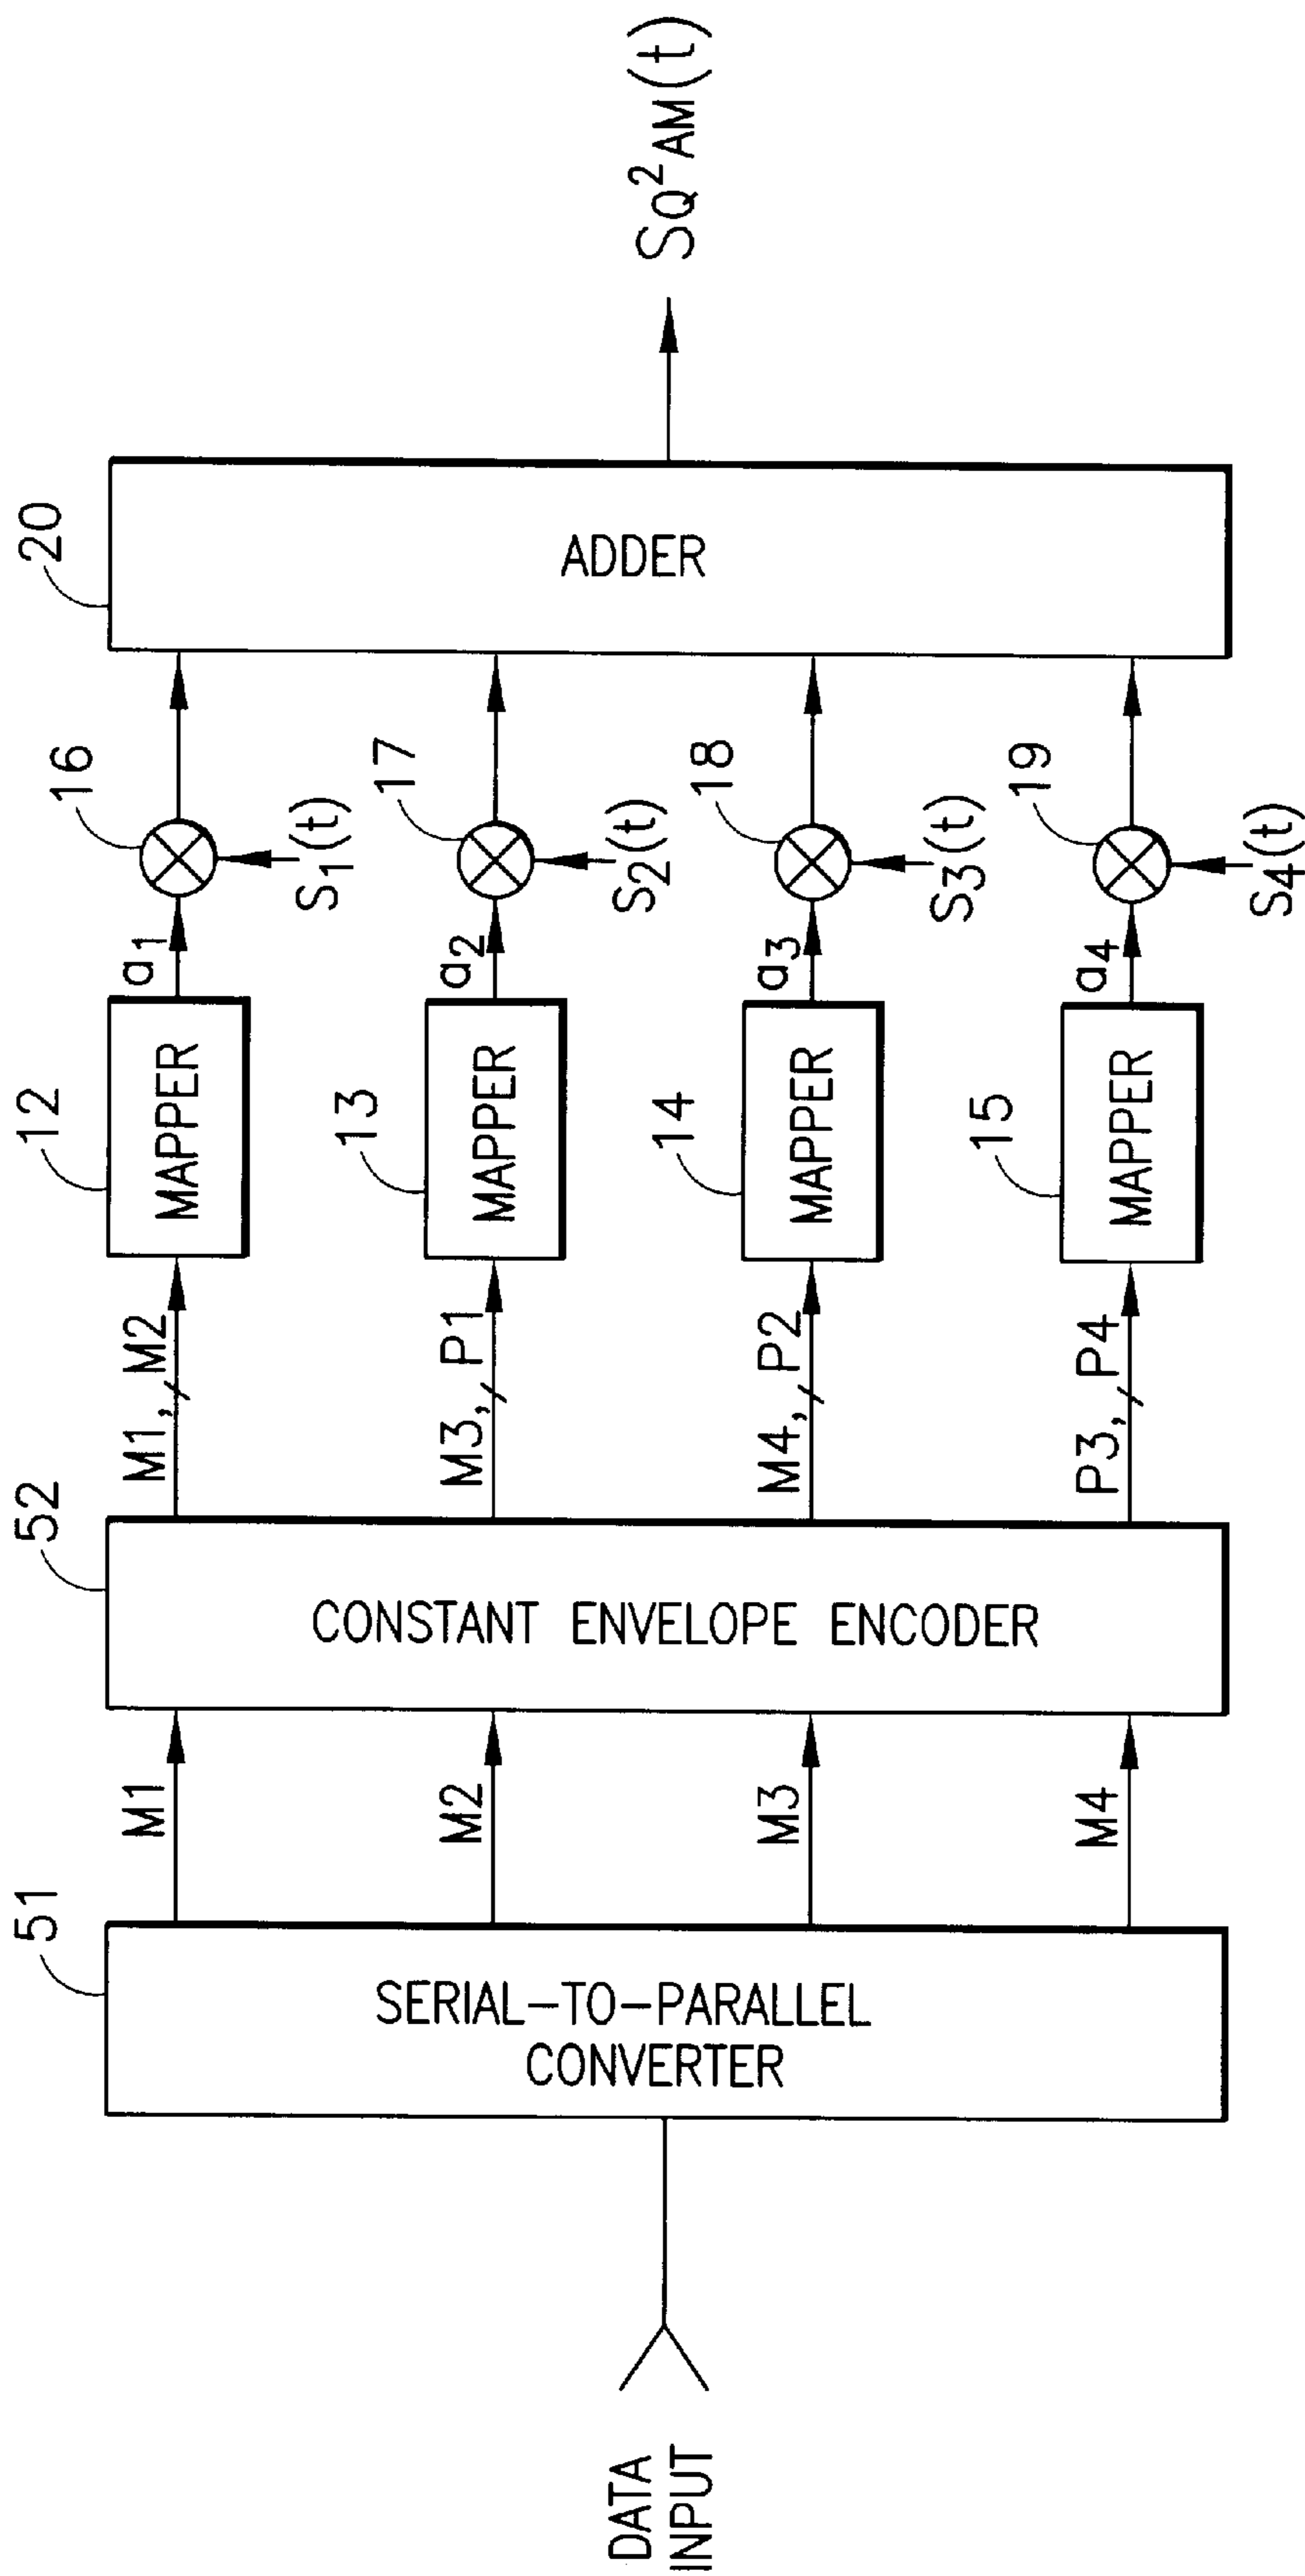 DATA
INPUT
51
SERIAL-TO-PARALLEL
CONVERTER
M1
M2
M3
M4
52
CONSTANT ENVELOPE ENCODER
M1, M2
M3, P1
M4, P2
P3, P4
12
MAPPER
13
MAPPER
14
MAPPER
15
MAPPER
a1
a2
a3
a4
16
S1(t)
17
S2(t)
18
S3(t)
19
S4(t)
20
ADDER
SQ²AM(t)